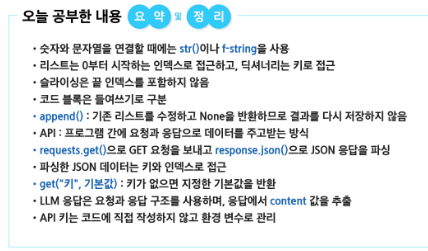 오늘 공부한 내용 요약 및 정리
• 숫자와 문자열을 연결할 때에는 str()이나 f-string을 사용
• 리스트는 0부터 시작하는 인덱스로 접근하고, 딕셔너리는 키로 접근
• 슬라이싱은 끝 인덱스를 포함하지 않음
• 코드 블록은 들여쓰기로 구분
• append() : 기존 리스트를 수정하고 None을 반환하므로 결과를 다시 저장하지 않음
• API : 프로그램 간에 요청과 응답으로 데이터를 주고받는 방식
• requests.get()으로 GET 요청을 보내고 response.json()으로 JSON 응답을 파싱
• 파싱한 JSON 데이터는 키와 인덱스로 접근
• get("키", 기본값) : 키가 없으면 지정한 기본값을 반환
• LLM 응답은 요청과 응답 구조를 사용하며, 응답에서 content 값을 추출
• API 키는 코드에 직접 작성하지 않고 환경 변수로 관리